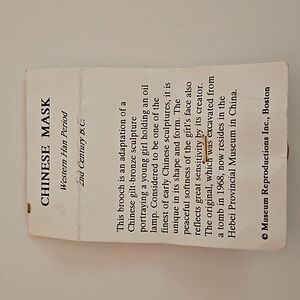 CHINESE MASK
Western Han Period
2nd Century B.C.
This brooch is an adaptation of a
Chinese gilt-bronze sculpture
portraying a young girl holding an oil
lamp. Considered to be one of the
finest of early Chinese sculptures, it is
unique in its shape and form. The
peaceful softness of the girl's face also
reflects great sensitivity by its creator.
The original, which was excavated from
a tomb in 1968, now resides in the
Hebei Provincial Museum in China.
© Museum Reproductions Inc., Boston